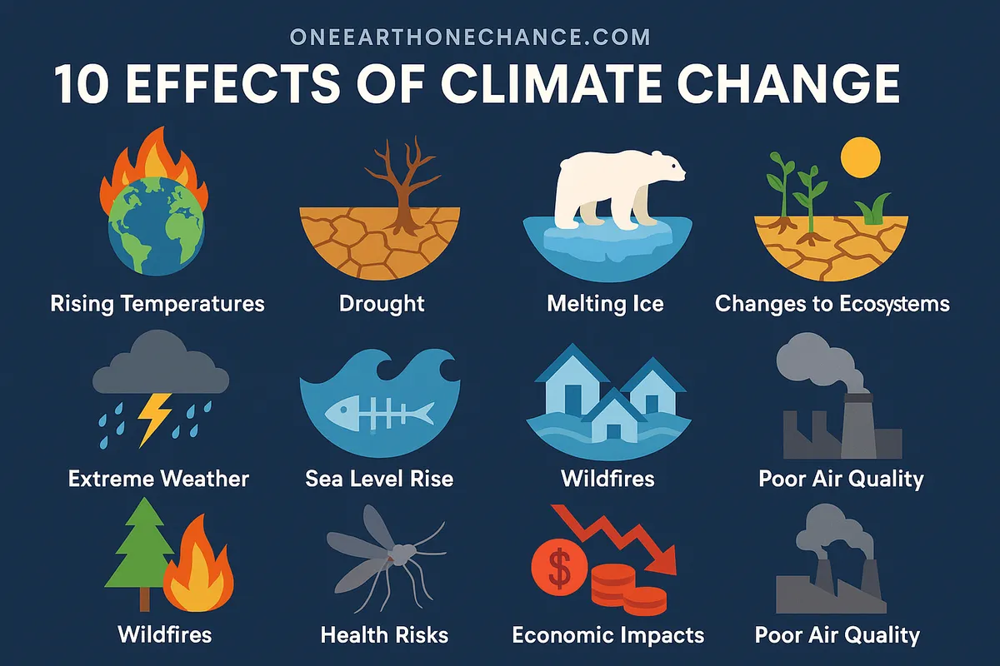 ONEEARTHONECHANCE.COM
10 EFFECTS OF CLIMATE CHANGE
Rising Temperatures
Drought
Melting Ice
Changes to Ecosystems
Extreme Weather
Sea Level Rise
Wildfires
Poor Air Quality
Wildfires
Health Risks
$
Economic Impacts
Poor Air Quality